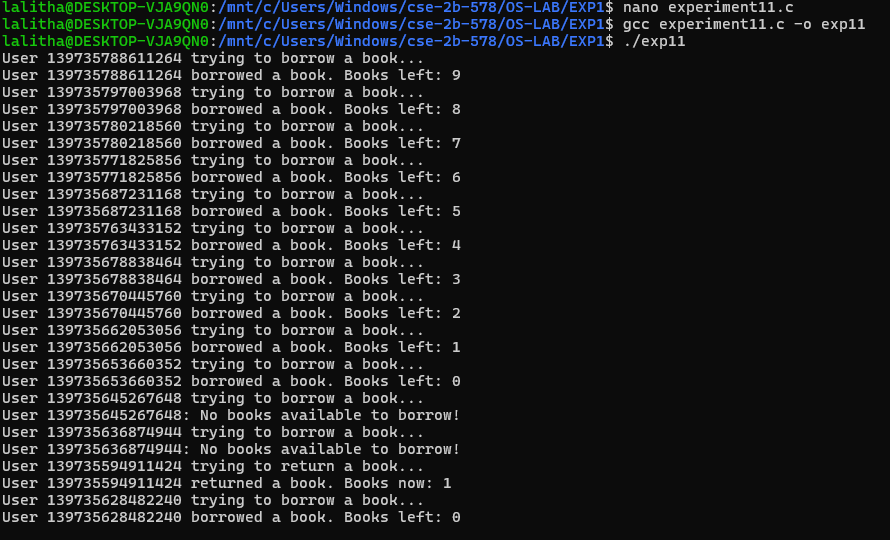 lalitha@DESKTOP-VJA9QN0:/mnt/c/Users/Windows/cse-2b-578/OS-LAB/EXP1$ nano experiment11.c
lalitha@DESKTOP-VJA9QN0:/mnt/c/Users/Windows/cse-2b-578/OS-LAB/EXP1$ gcc experiment11.c -o exp11
lalitha@DESKTOP-VJA9QN0:/mnt/c/Users/Windows/cse-2b-578/OS-LAB/EXP1$ ./exp11
User 139735788611264 trying to borrow a book...
User 139735788611264 borrowed a book. Books left: 9
User 139735797003968 trying to borrow a book...
User 139735797003968 borrowed a book. Books left: 8
User 139735780218560 trying to borrow a book...
User 139735780218560 borrowed a book. Books left: 7
User 139735771825856 trying to borrow a book...
User 139735771825856 borrowed a book. Books left: 6
User 139735687231168 trying to borrow a book...
User 139735687231168 borrowed a book. Books left: 5
User 139735763433152 trying to borrow a book...
User 139735763433152 borrowed a book. Books left: 4
User 139735678838464 trying to borrow a book...
User 139735678838464 borrowed a book. Books left: 3
User 139735670445760 trying to borrow a book...
User 139735670445760 borrowed a book. Books left: 2
User 139735662053056 trying to borrow a book...
User 139735662053056 borrowed a book. Books left: 1
User 139735653660352 trying to borrow a book...
User 139735653660352 borrowed a book. Books left: 0
User 139735645267648 trying to borrow a book...
User 139735645267648: No books available to borrow!
User 139735636874944 trying to borrow a book...
User 139735636874944: No books available to borrow!
User 139735594911424 trying to return a book...
User 139735594911424 returned a book. Books now: 1
User 139735628482240 trying to borrow a book...
User 139735628482240 borrowed a book. Books left: 0